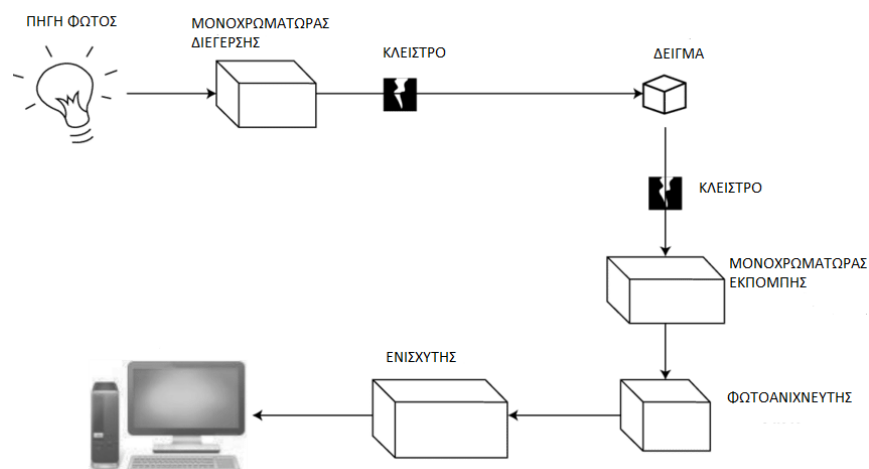 ΠΗΓΗ ΦΩΤΟΣ
ΜΟΝΟΧΡΩΜΑΤΩΡΑΣ
ΔΙΕΓΕΡΣΗΣ
ΚΛΕΙΣΤΡΟ
ΔΕΙΓΜΑ
ΚΛΕΙΣΤΡΟ
ΜΟΝΟΧΡΩΜΑΤΩΡΑΣ
ΕΚΠΟΜΠΗΣ
ΕΝΙΣΧΥΤΗΣ
ΦΩΤΟΑΝΙΧΝΕΥΤΗΣ